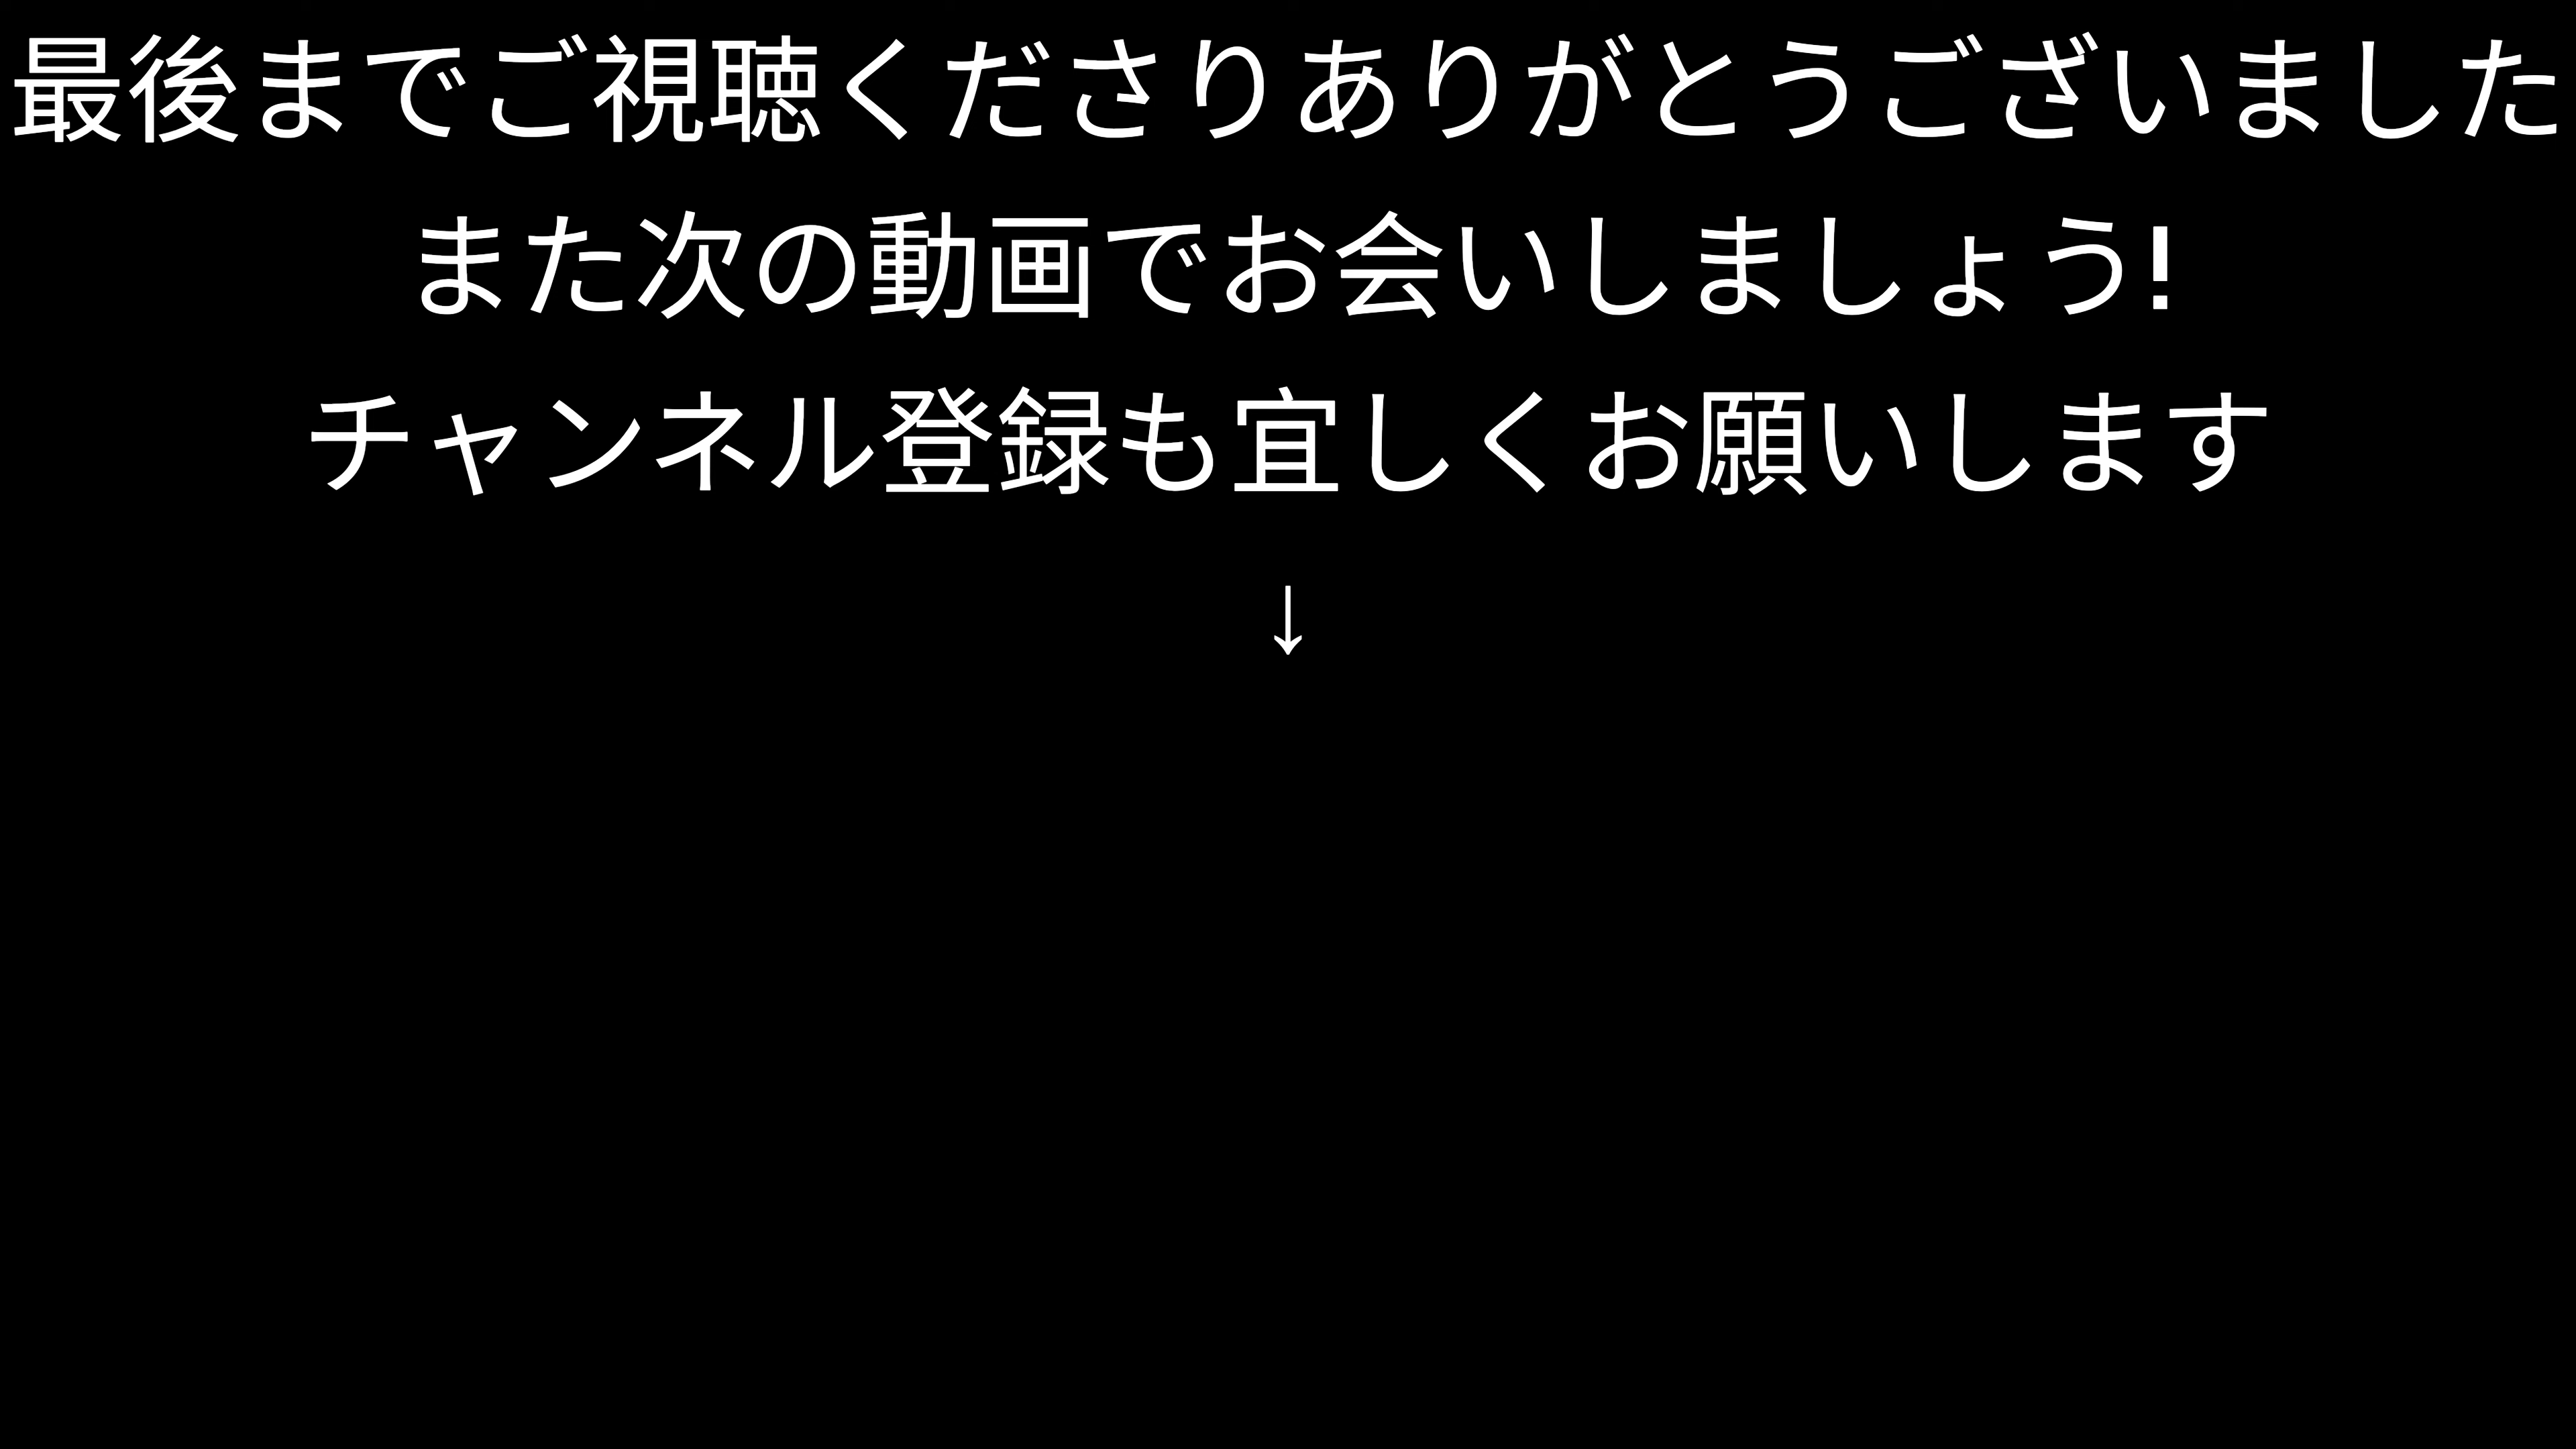 最後までご視聴くださりありがとうございました
また次の動画でお会いしましょう!
チャンネル登録も宜しくお願いします
↓